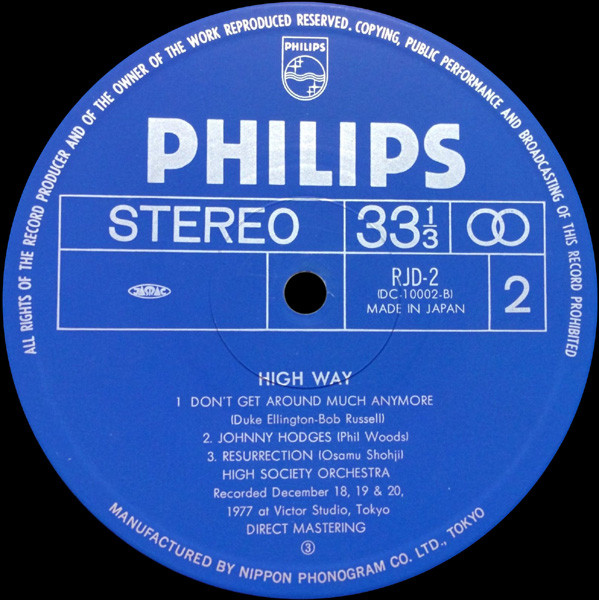 ALL RIGHTS OF THE RECORD PRODUCER AND OF THE OWNER OF THE WORK REPRODUCED RESERVED. COPYING, PUBLIC PERFORMANCE AND BROADCASTING OF THIS RECORD PROHIBITED
PHILIPS
PHILIPS
STEREO
33 1/3
RJD-2
(DC-10002-B)
MADE IN JAPAN
2
JASRAC
HIGH WAY
1 DON'T GET AROUND MUCH ANYMORE
(Duke Ellington-Bob Russell)
2. JOHNNY HODGES (Phil Woods)
3. RESURRECTION (Osamu Shohji)
HIGH SOCIETY ORCHESTRA
Recorded December 18, 19 & 20,
1977 at Victor Studio, Tokyo
DIRECT MASTERING
③
MANUFACTURED BY NIPPON PHONOGRAM CO. LTD., TOKYO